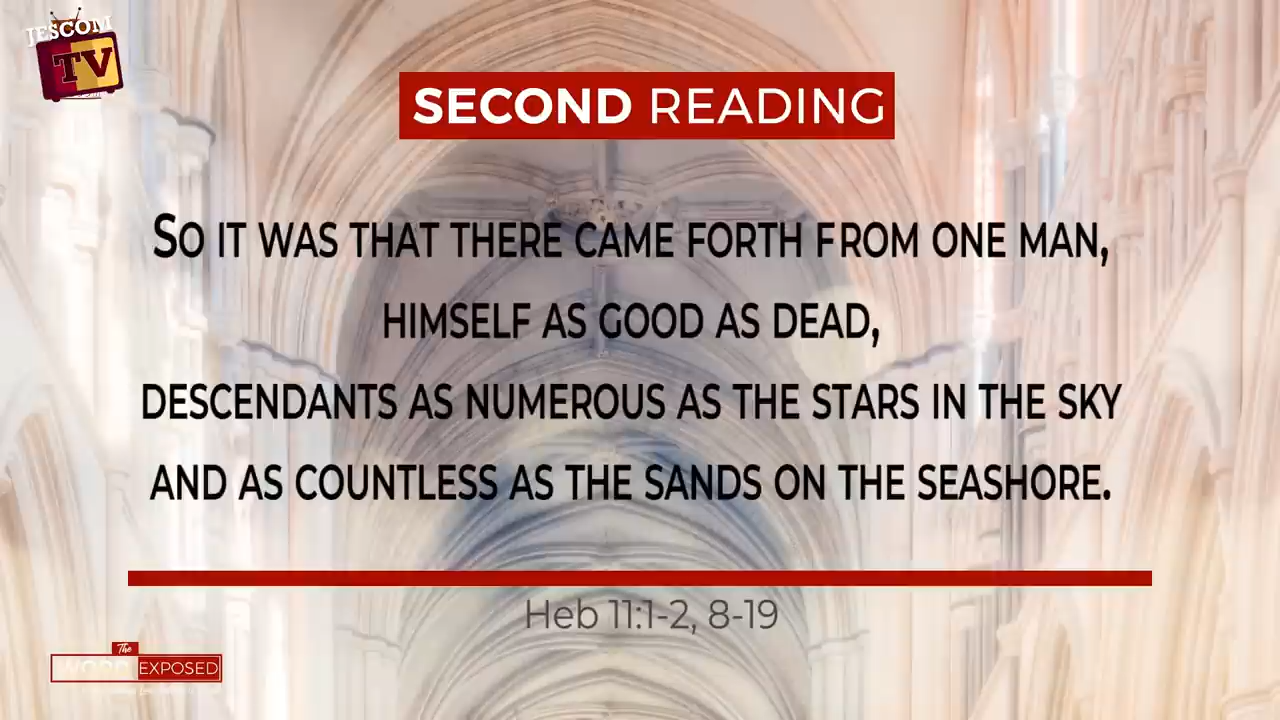 JESCOM
TV
SECOND READING
SO IT WAS THAT THERE CAME FORTH FROM ONE MAN,
HIMSELF AS GOOD AS DEAD,
DESCENDANTS AS NUMEROUS AS THE STARS IN THE SKY
AND AS COUNTLESS AS THE SANDS ON THE SEASHORE.
Heb 11:1-2, 8-19
The
WORD EXPOSED